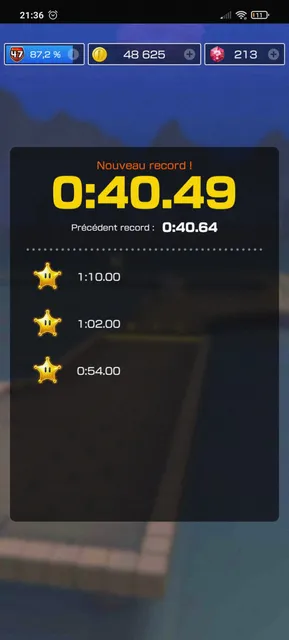 21:36
111
47 87,2 % 48 625 213
Nouveau record !
0:40.49
Précédent record : 0:40.64
1:10.00
1:02.00
0:54.00